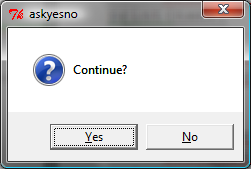 askyesno
Continue?
Yes No